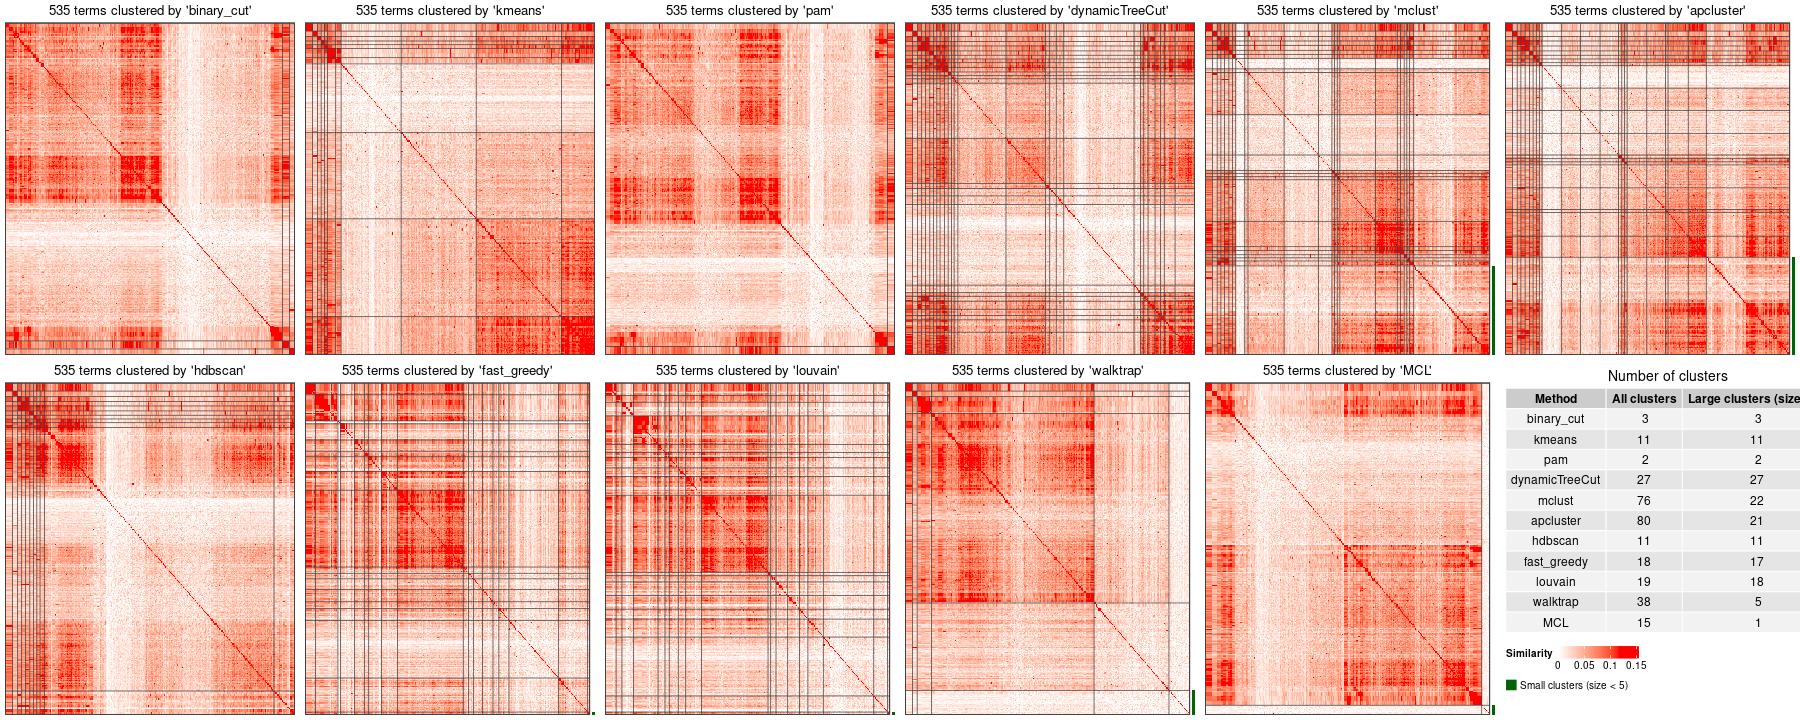 535 terms clustered by 'binary_cut'
535 terms clustered by 'kmeans'
535 terms clustered by 'pam'
535 terms clustered by 'dynamicTreeCut'
535 terms clustered by 'mclust'
535 terms clustered by 'apcluster'
535 terms clustered by 'hdbscan'
535 terms clustered by 'fast_greedy'
535 terms clustered by 'louvain'
535 terms clustered by 'walktrap'
535 terms clustered by 'MCL'
Number of clusters
Method All clusters Large clusters (size
binary_cut 3 3
kmeans 11 11
pam 2 2
dynamicTreeCut 27 27
mclust 76 22
apcluster 80 21
hdbscan 11 11
fast_greedy 18 17
louvain 19 18
walktrap 38 5
MCL 15 1
Similarity
0 0.05 0.1 0.15
Small clusters (size < 5)